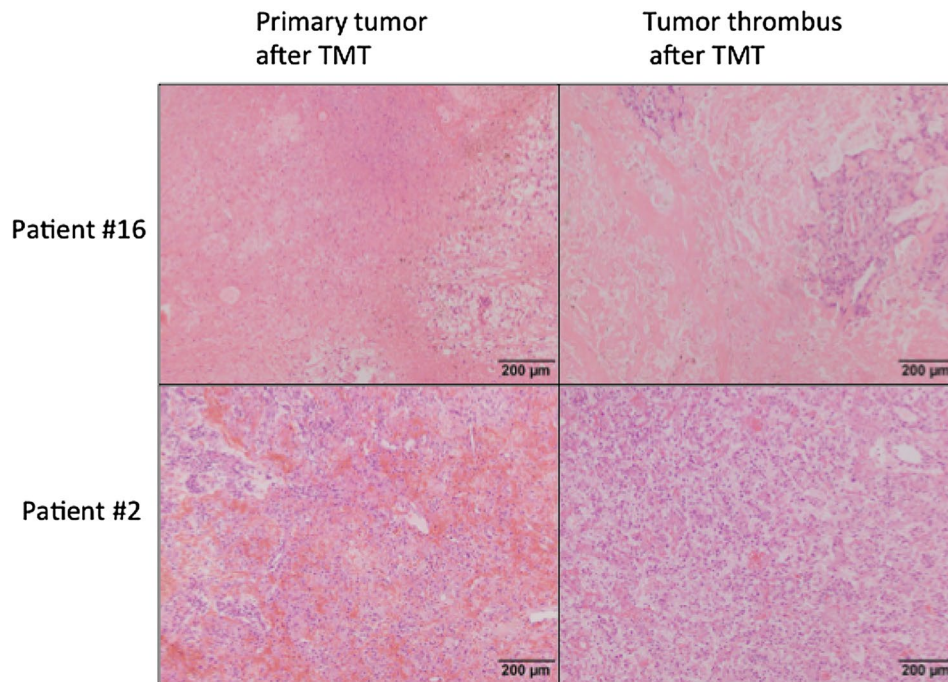 Primary tumor
after TMT
Tumor thrombus
after TMT
Patient #16
200 µm
200 µm
Patient #2
200 µm
200 µm